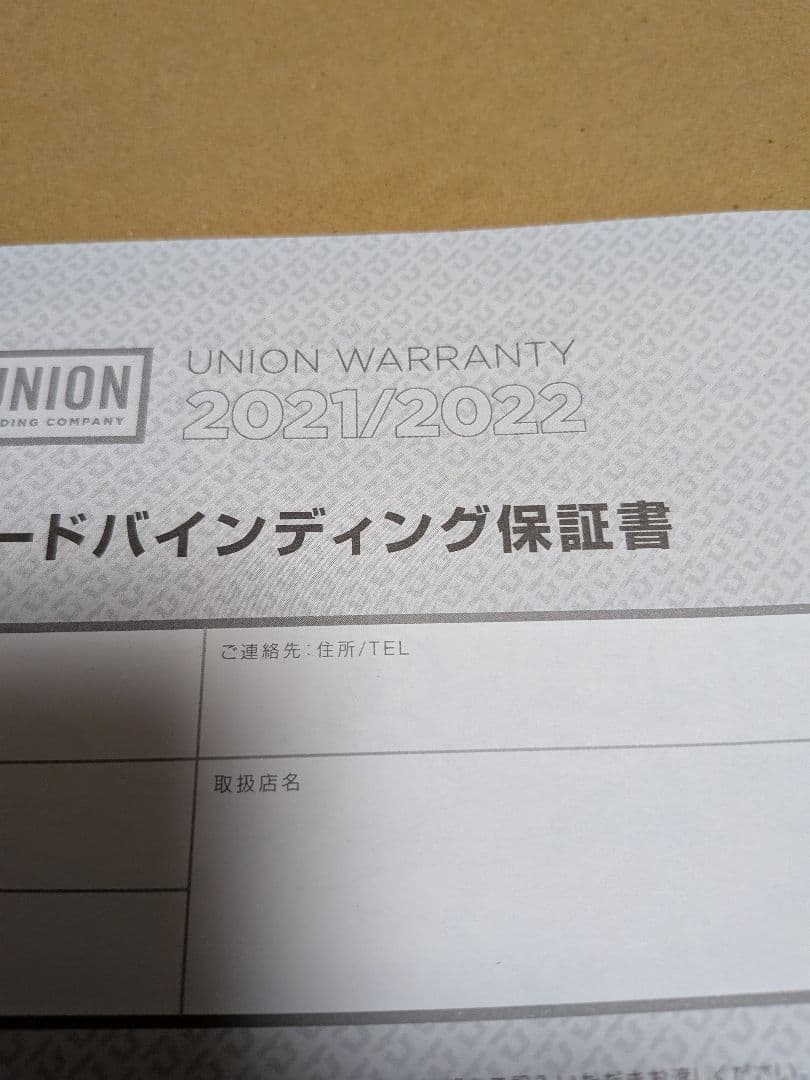 UNION WARRANTY
2021/2022
UNION
DING COMPANY
ードバインディング保証書
ご連絡先:住所/TEL
取扱店名